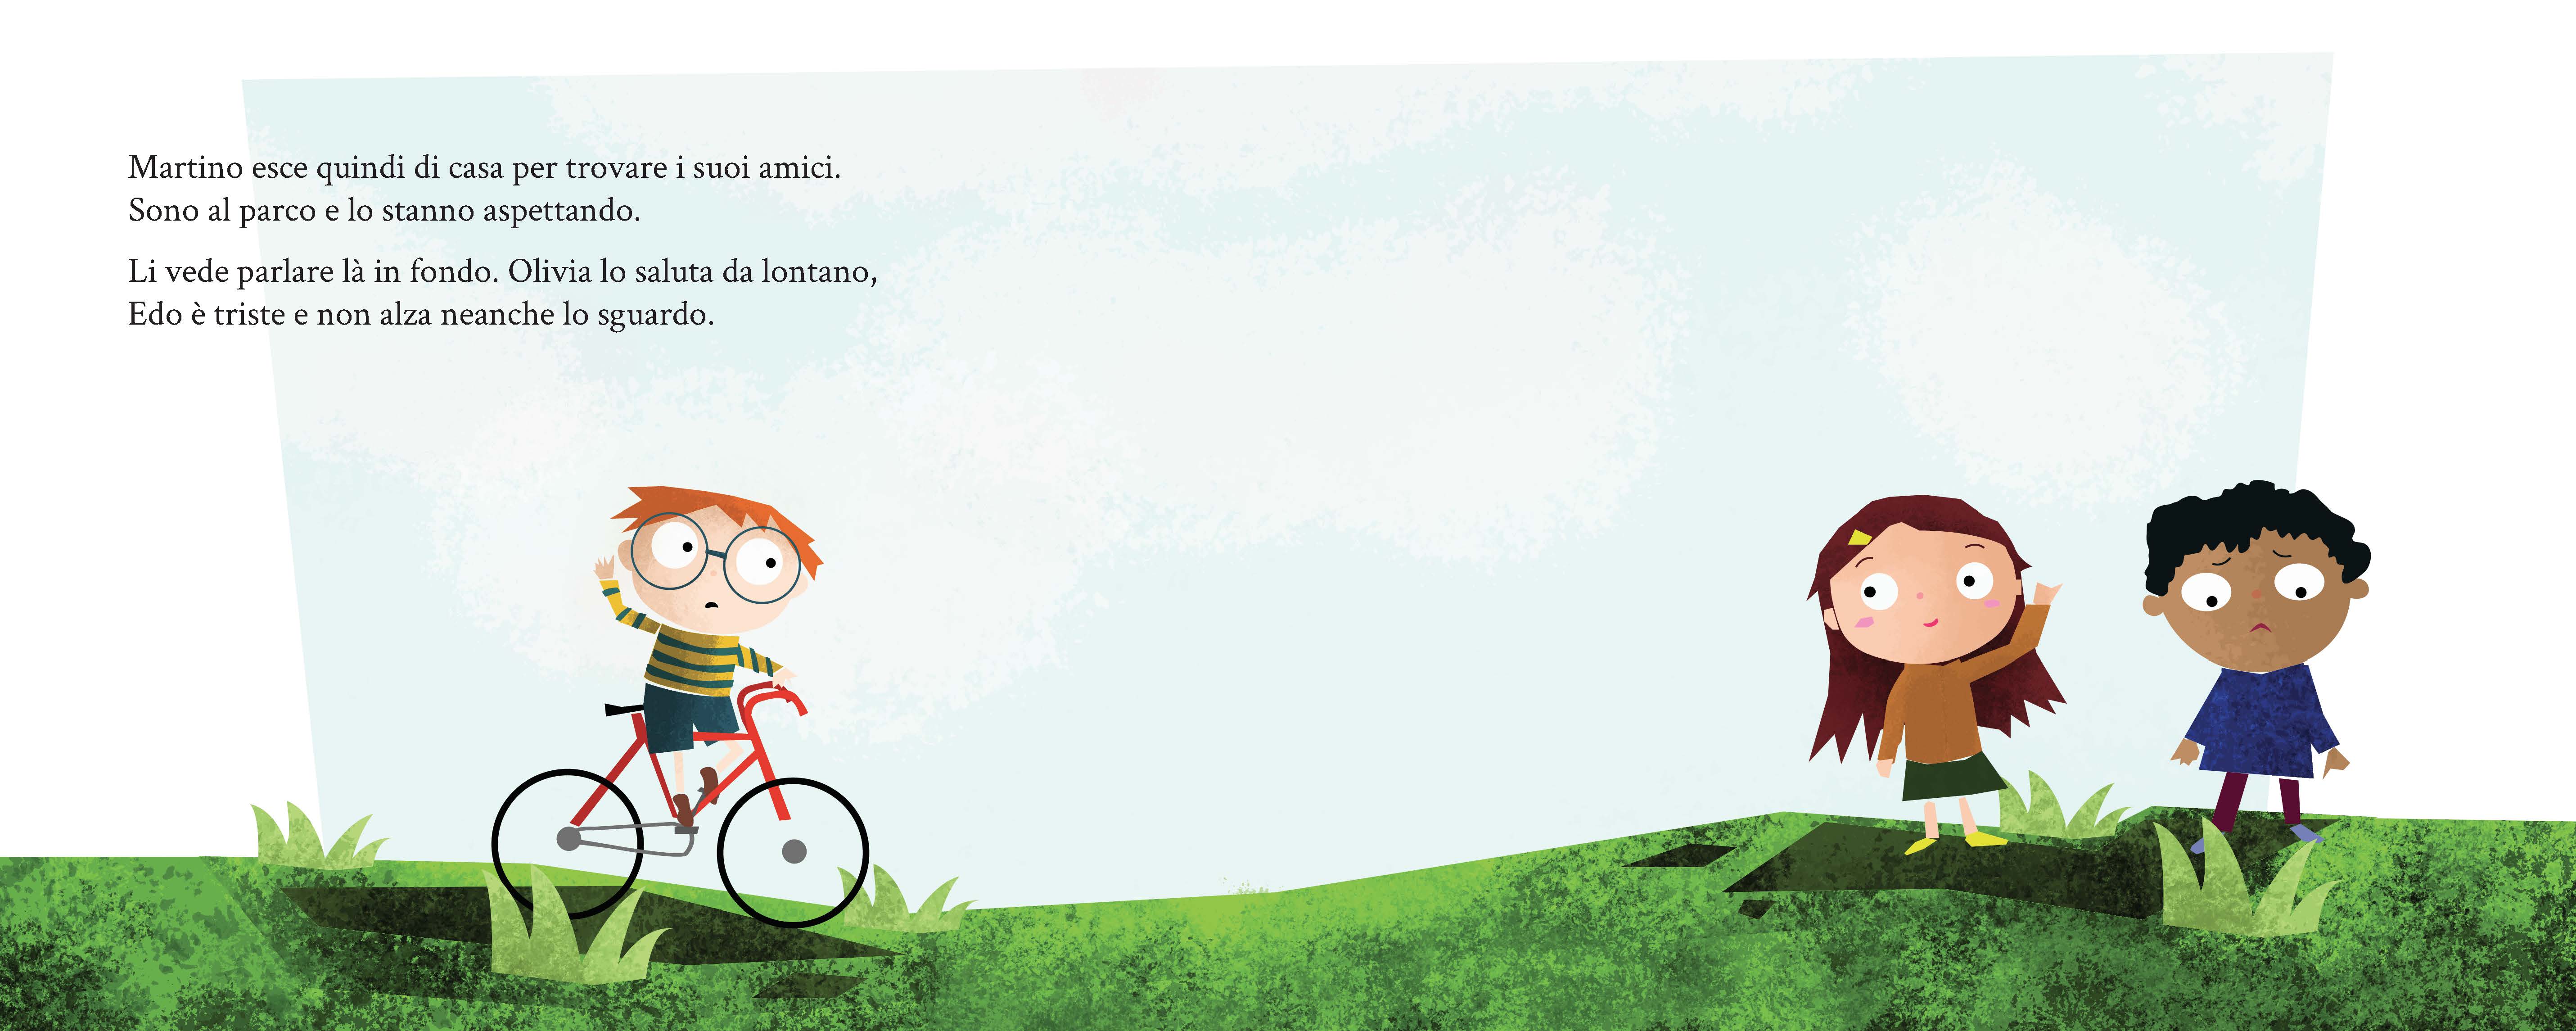 Martino esce quindi di casa per trovare i suoi amici.
Sono al parco e lo stanno aspettando.
Li vede parlare là in fondo. Olivia lo saluta da lontano,
Edo è triste e non alza neanche lo sguardo.